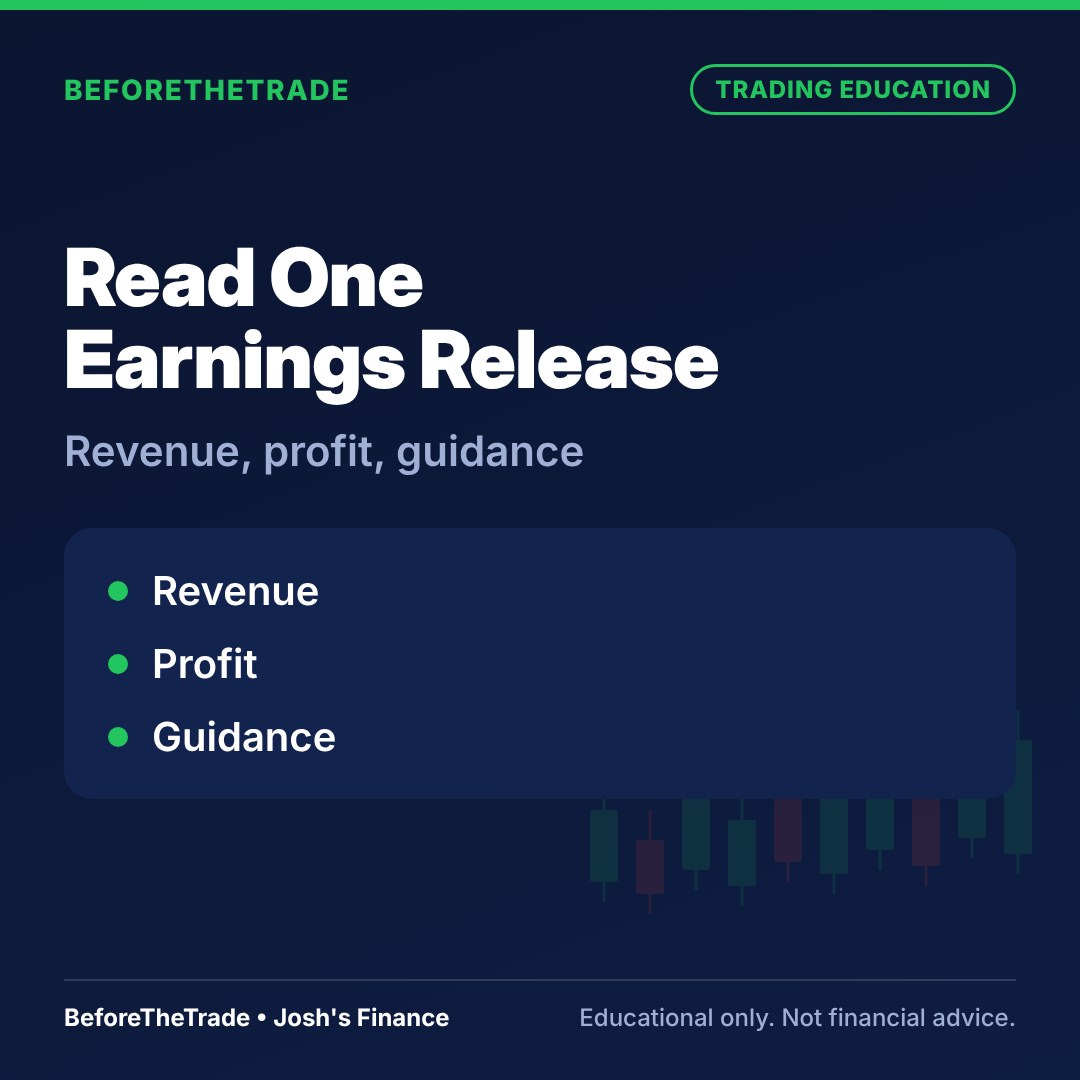 BEFORETHETRADE
TRADING EDUCATION
Read One
Earnings Release
Revenue, profit, guidance
Revenue
Profit
Guidance
BeforeTheTrade • Josh's Finance
Educational only. Not financial advice.